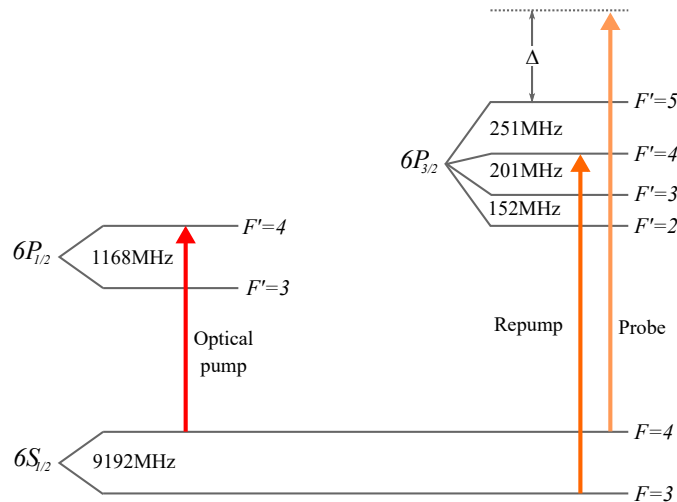 Δ
F'=5
251MHz
6P3/2
F'=4
201MHz
F'=3
152MHz
F'=2
6P1/2
F'=4
1168MHz
F'=3
Optical
pump
Repump
Probe
6S1/2
F=4
9192MHz
F=3